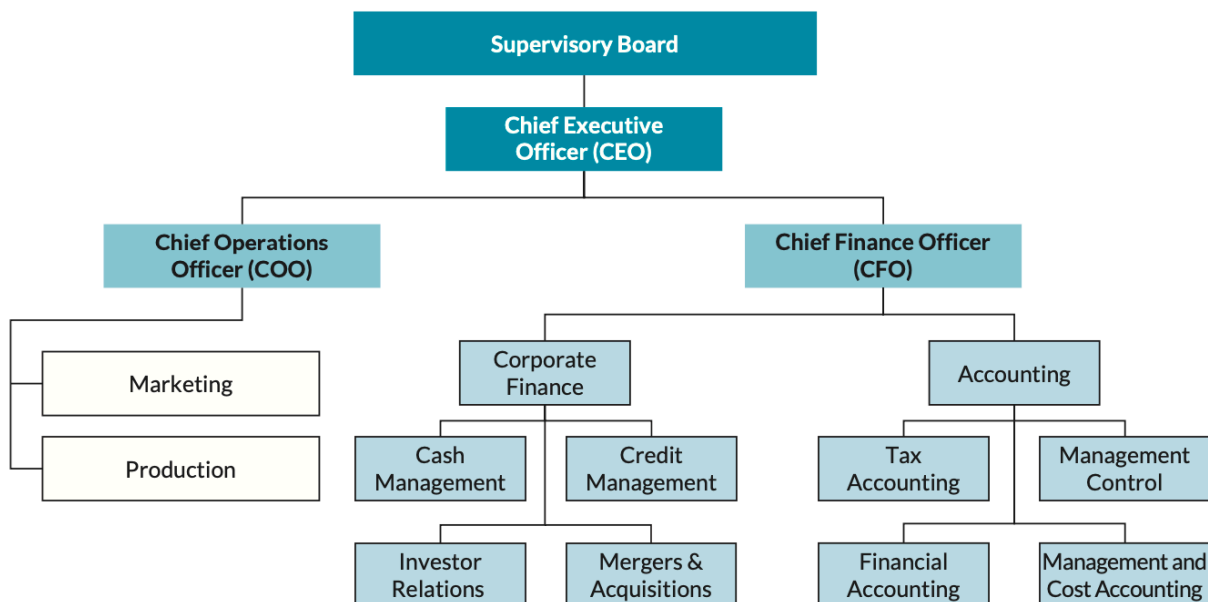 Supervisory Board
Chief Executive
Officer (CEO)
Chief Operations
Officer (COO)
Chief Finance Officer
(CFO)
Marketing
Production
Corporate
Finance
Accounting
Cash
Management
Credit
Management
Tax
Accounting
Management
Control
Investor
Relations
Mergers &
Acquisitions
Financial
Accounting
Management and
Cost Accounting